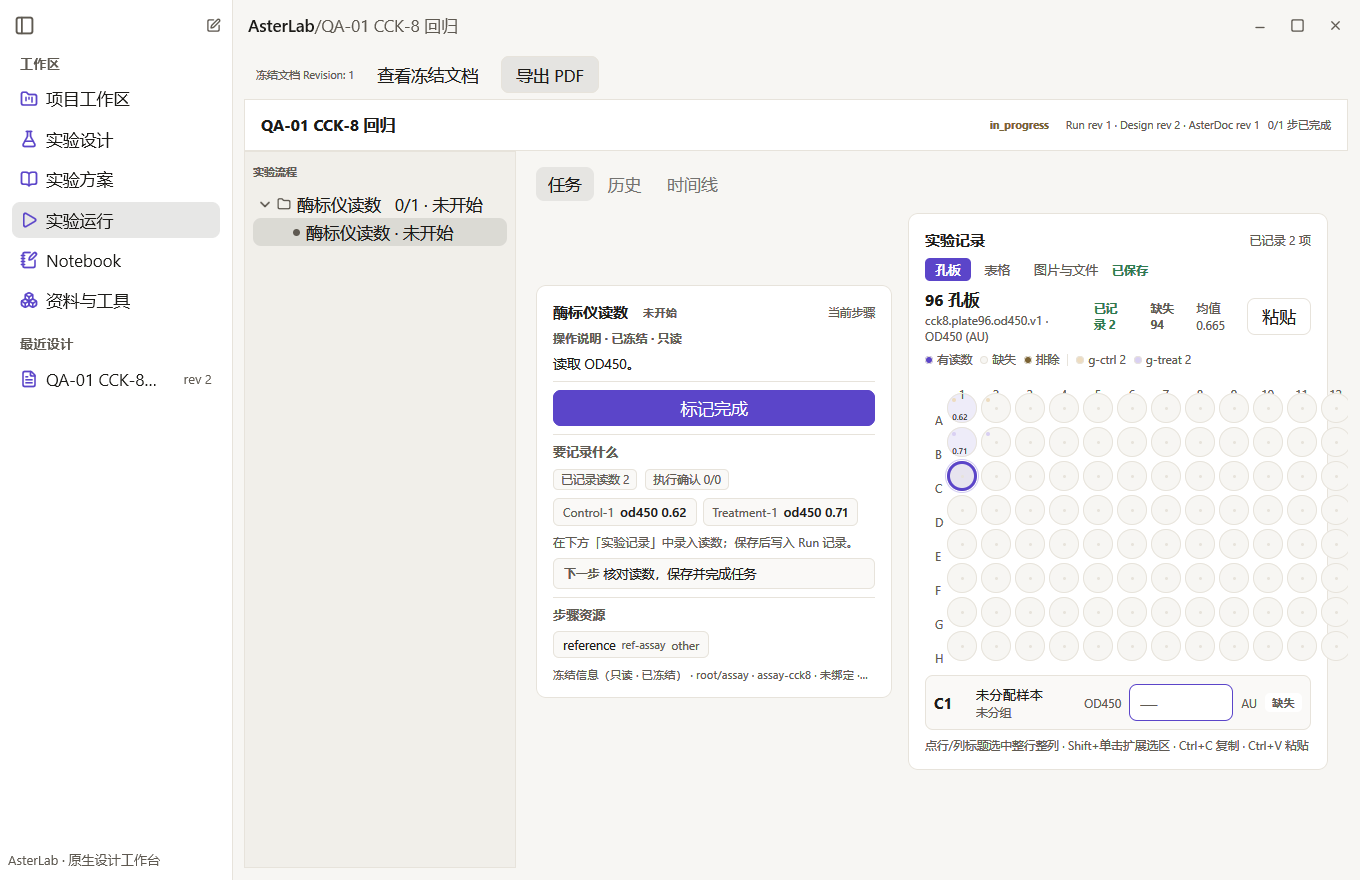 AsterLab/QA-01 CCK-8 回归
工作区
项目工作区
实验设计
实验方案
实验运行
Notebook
资料与工具
最近设计
QA-01 CCK-8... rev 2
AsterLab · 原生设计工作台
冻结文档 Revision: 1 查看冻结文档 导出 PDF
QA-01 CCK-8 回归 in_progress Run rev 1 · Design rev 2 · AsterDoc rev 1 0/1 步已完成
实验流程
酶标仪读数 0/1 · 未开始
酶标仪读数 · 未开始
任务 历史 时间线
酶标仪读数 未开始 当前步骤
操作说明 · 已冻结 · 只读
读取 OD450。
标记完成
要记录什么
已记录读数 2 执行确认 0/0
Control-1 od450 0.62 Treatment-1 od450 0.71
在下方「实验记录」中录入读数；保存后写入 Run 记录。
下一步 核对读数，保存并完成任务
步骤资源
reference ref-assay other
冻结信息（只读 · 已冻结） · root/assay · assay-cck8 · 未绑定 ·...
实验记录 已记录 2 项
孔板 表格 图片与文件 已保存
96 孔板
cck8.plate96.od450.v1 ·
OD450 (AU)
已记
录 2
缺失
94
均值
0.665
粘贴
有读数 缺失 排除 g-ctrl 2 g-treat 2
1 2 3 4 5 6 7 8 9 10 11 12
A 0.62
B 0.71
C
D
E
F
G
H
C1 未分配样本 OD450 — AU 缺失
未分组
点行/列标题选中整行整列 · Shift+单击扩展选区 · Ctrl+C 复制 · Ctrl+V 粘贴